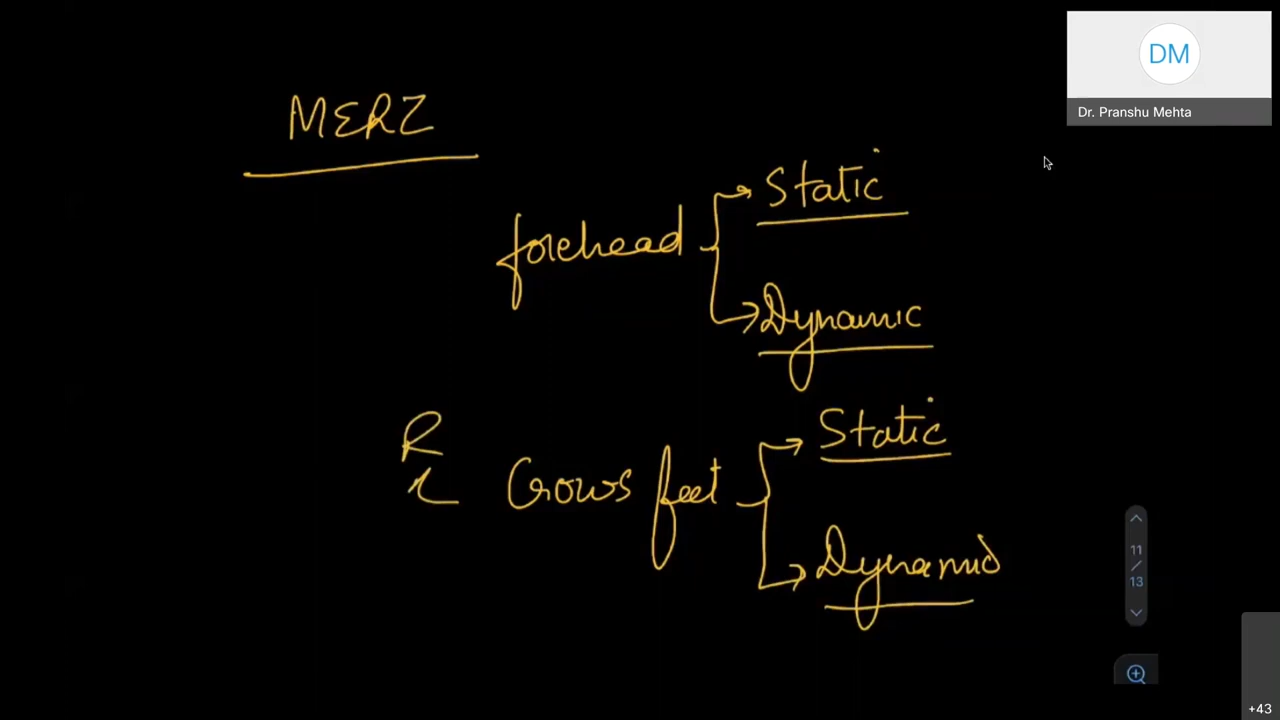 DM
Dr. Pranshu Mehta
MERZ
forehead
Static
Dynamic
R
L
Crows feet
Static
Dynamic
11
/
13
+43